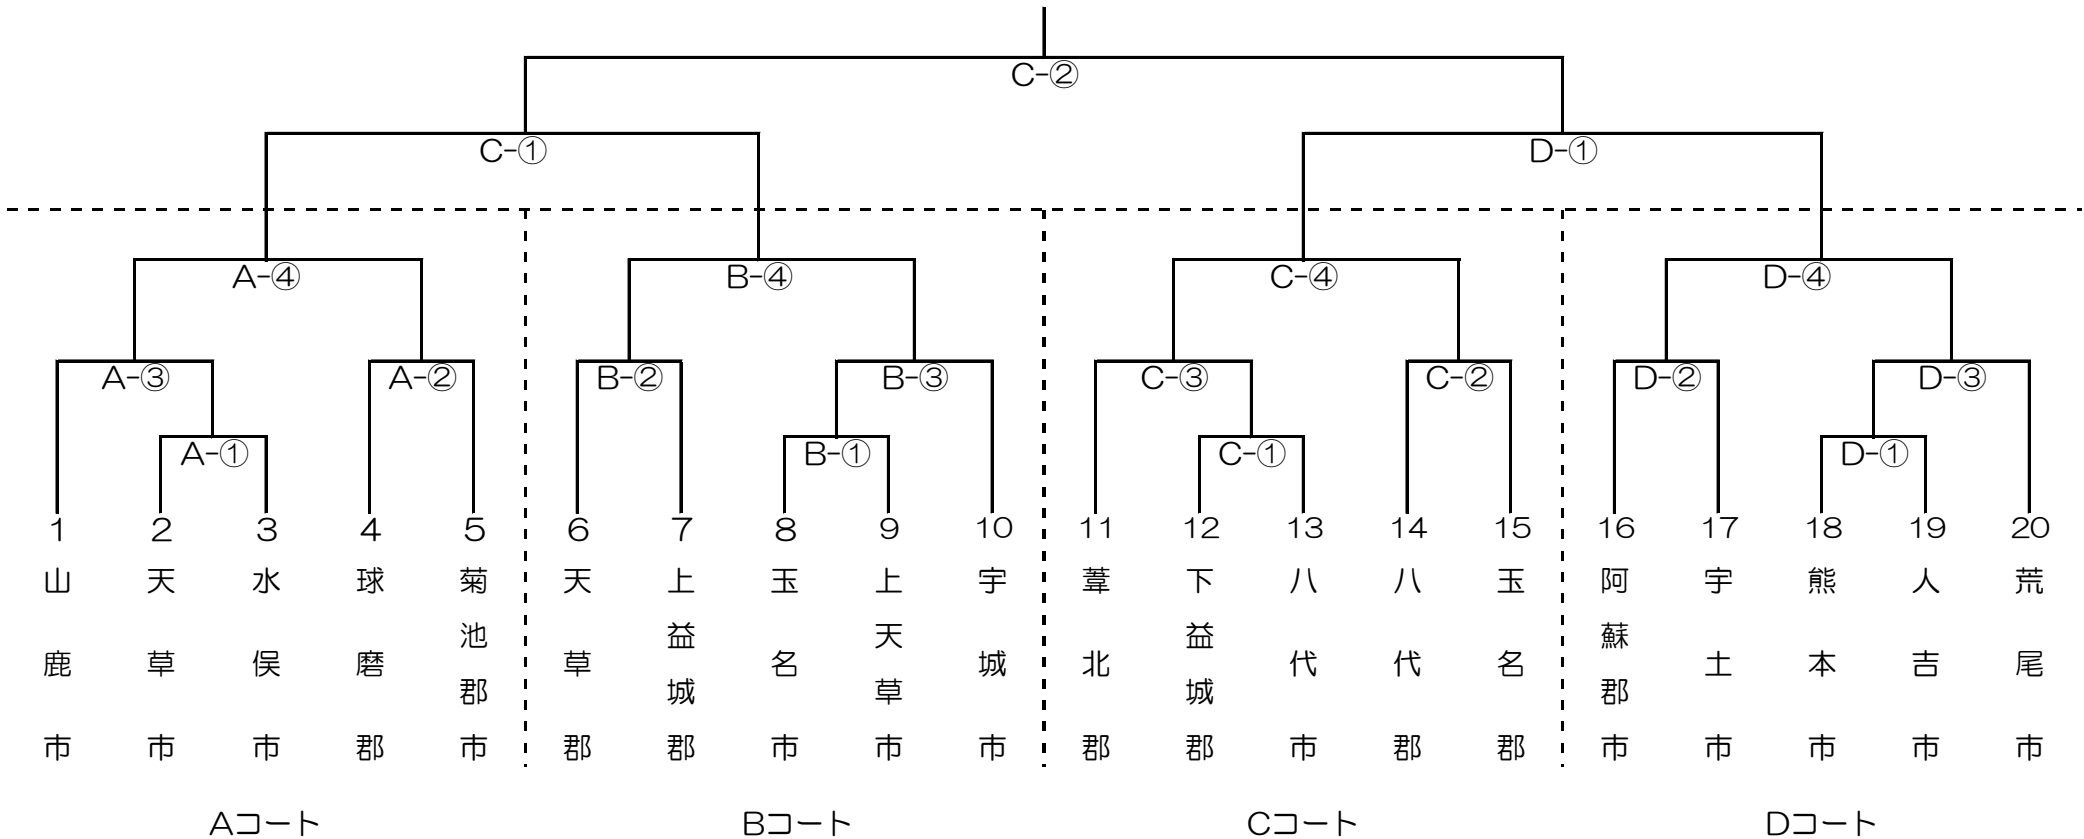 C-②
C-①
D-①
A-④
B-④
C-④
D-④
A-③
A-②
B-②
B-③
C-③
C-②
D-②
D-③
A-①
B-①
C-①
D-①
1
2
3
4
5
6
7
8
9
10
11
12
13
14
15
16
17
18
19
20
山鹿市
天草市
水俣市
球磨郡
菊池郡市
天草郡
上益城郡
玉名市
上天草市
宇城市
葦北郡
下益城郡
八代市
八代郡
玉名郡
阿蘇郡市
宇土市
熊本市
人吉市
荒尾市
Aコート
Bコート
Cコート
Dコート